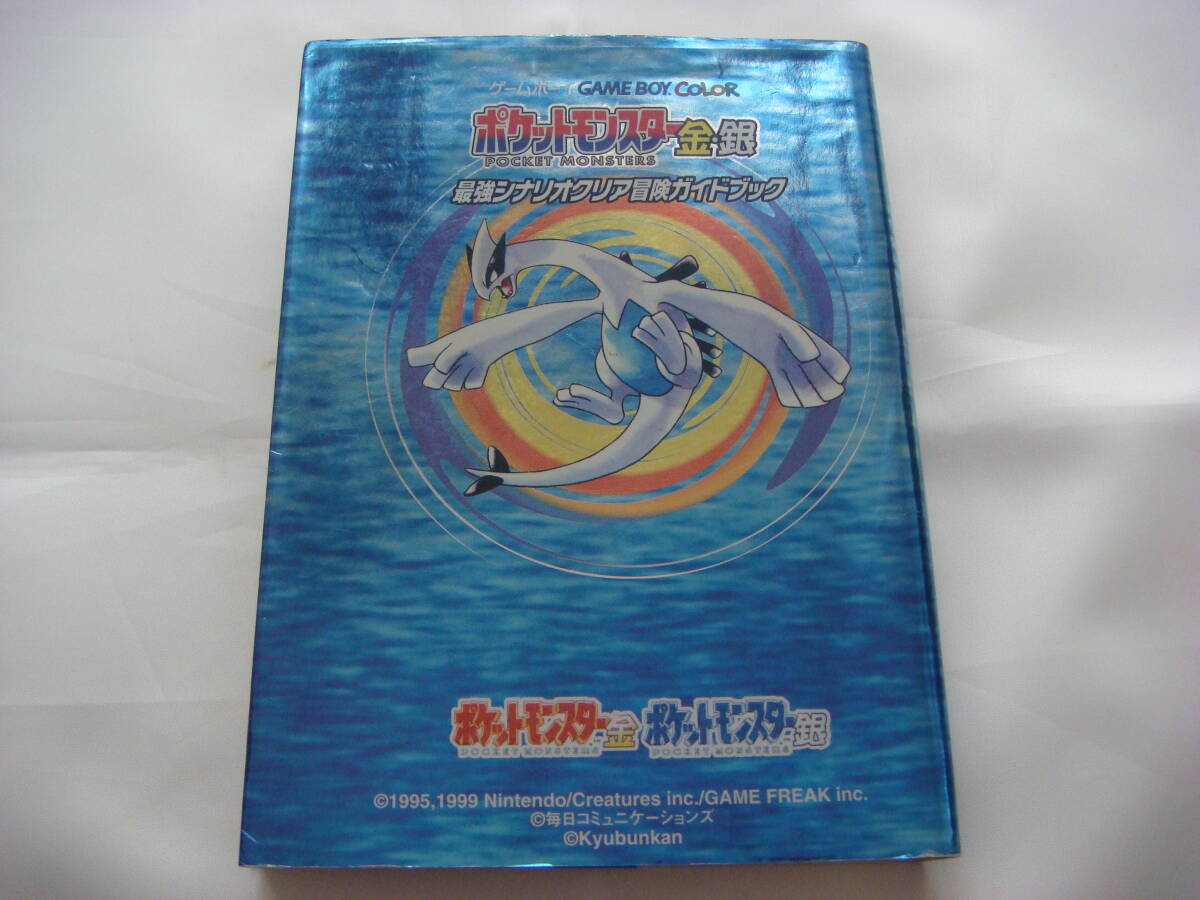 ゲームボーイ GAME BOY COLOR
ポケットモンスター金・銀
POCKET MONSTERS
最強シナリオクリア冒険ガイドブック
ポケットモンスター金 ポケットモンスター銀
POCKET MONSTERS POCKET MONSTERS
©1995,1999 Nintendo/Creatures inc./GAME FREAK inc.
©毎日コミュニケーションズ
©Kyubunkan